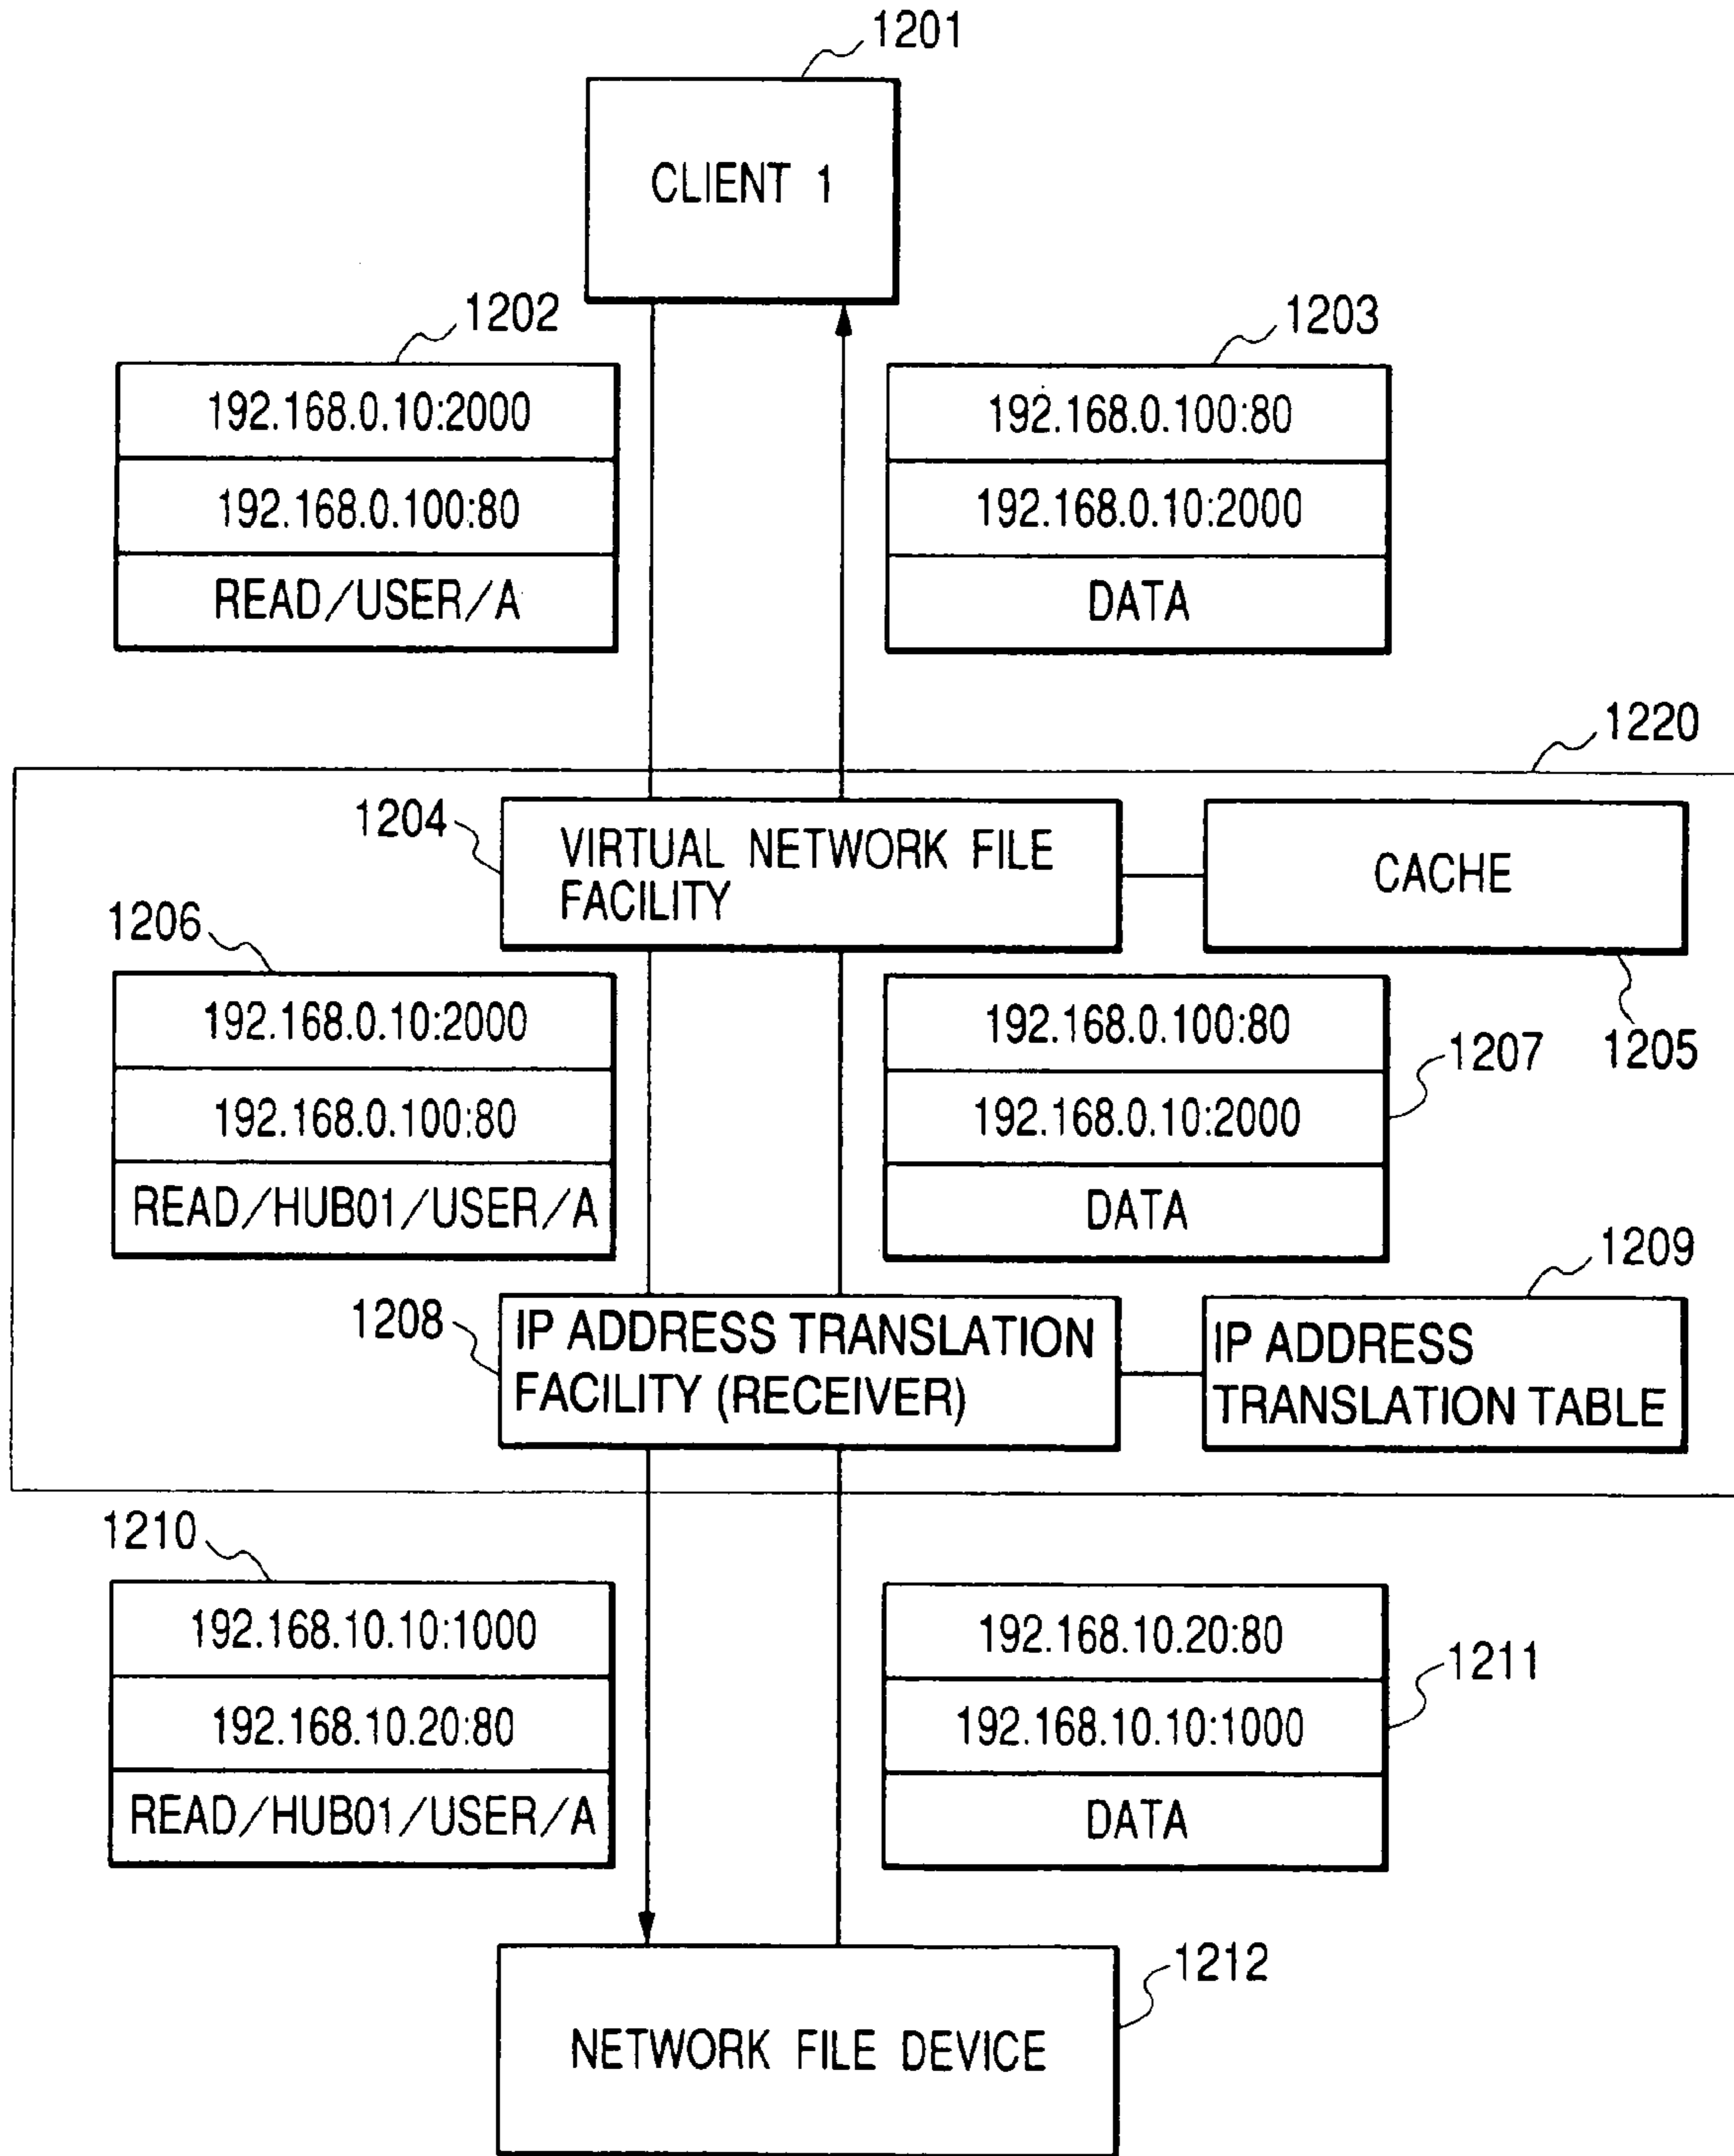 1201
CLIENT 1
1202
1203
192.168.0.10:2000
192.168.0.100:80
READ/USER/A
192.168.0.100:80
192.168.0.10:2000
DATA
1220
1204
VIRTUAL NETWORK FILE
FACILITY
CACHE
1205
1206
192.168.0.10:2000
192.168.0.100:80
READ/HUB01/USER/A
192.168.0.100:80
192.168.0.10:2000
DATA
1207
1208
IP ADDRESS TRANSLATION
FACILITY (RECEIVER)
1209
IP ADDRESS
TRANSLATION TABLE
1210
192.168.10.10:1000
192.168.10.20:80
READ/HUB01/USER/A
192.168.10.20:80
192.168.10.10:1000
DATA
1211
1212
NETWORK FILE DEVICE